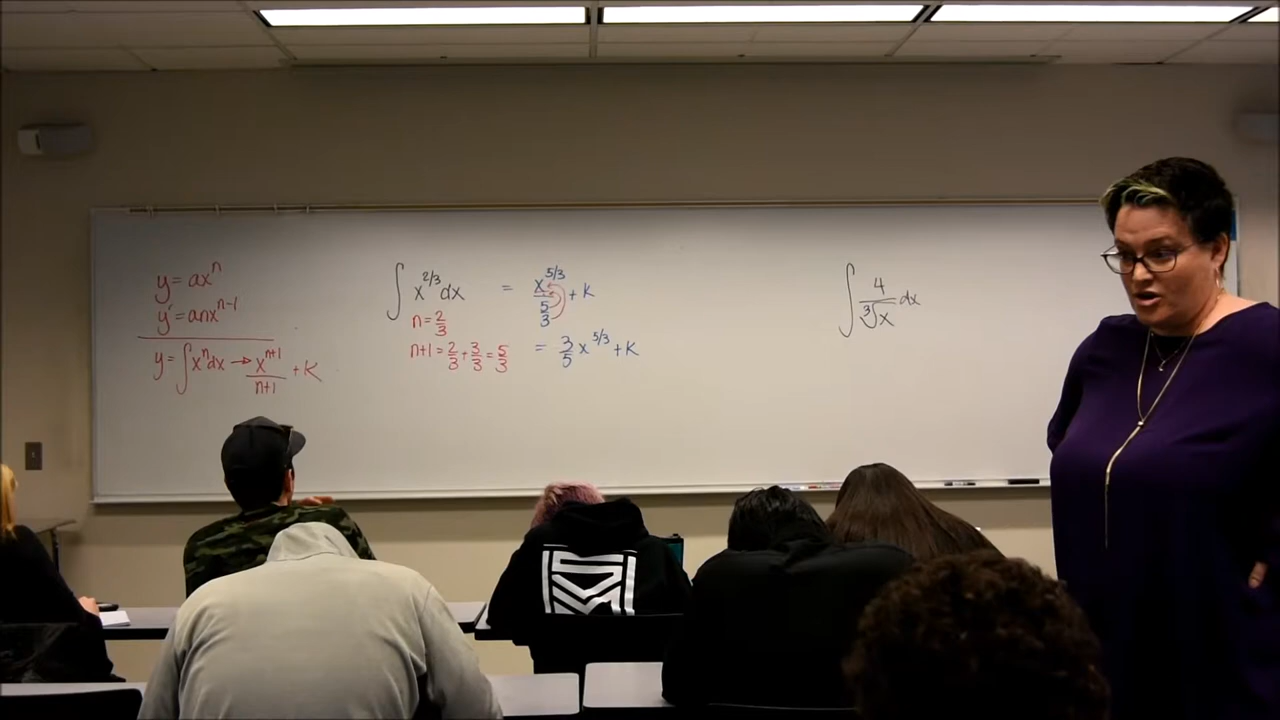 y = ax^n
y' = anx^{n-1}
y = ∫x^n dx → x^{n+1}/n+1 + K
∫ x^{2/3} dx = x^{5/3}/(5/3) + K
n = 2/3
n+1 = 2/3 + 3/3 = 5/3
= 3/5 x^{5/3} + K
∫ 4/∛x dx